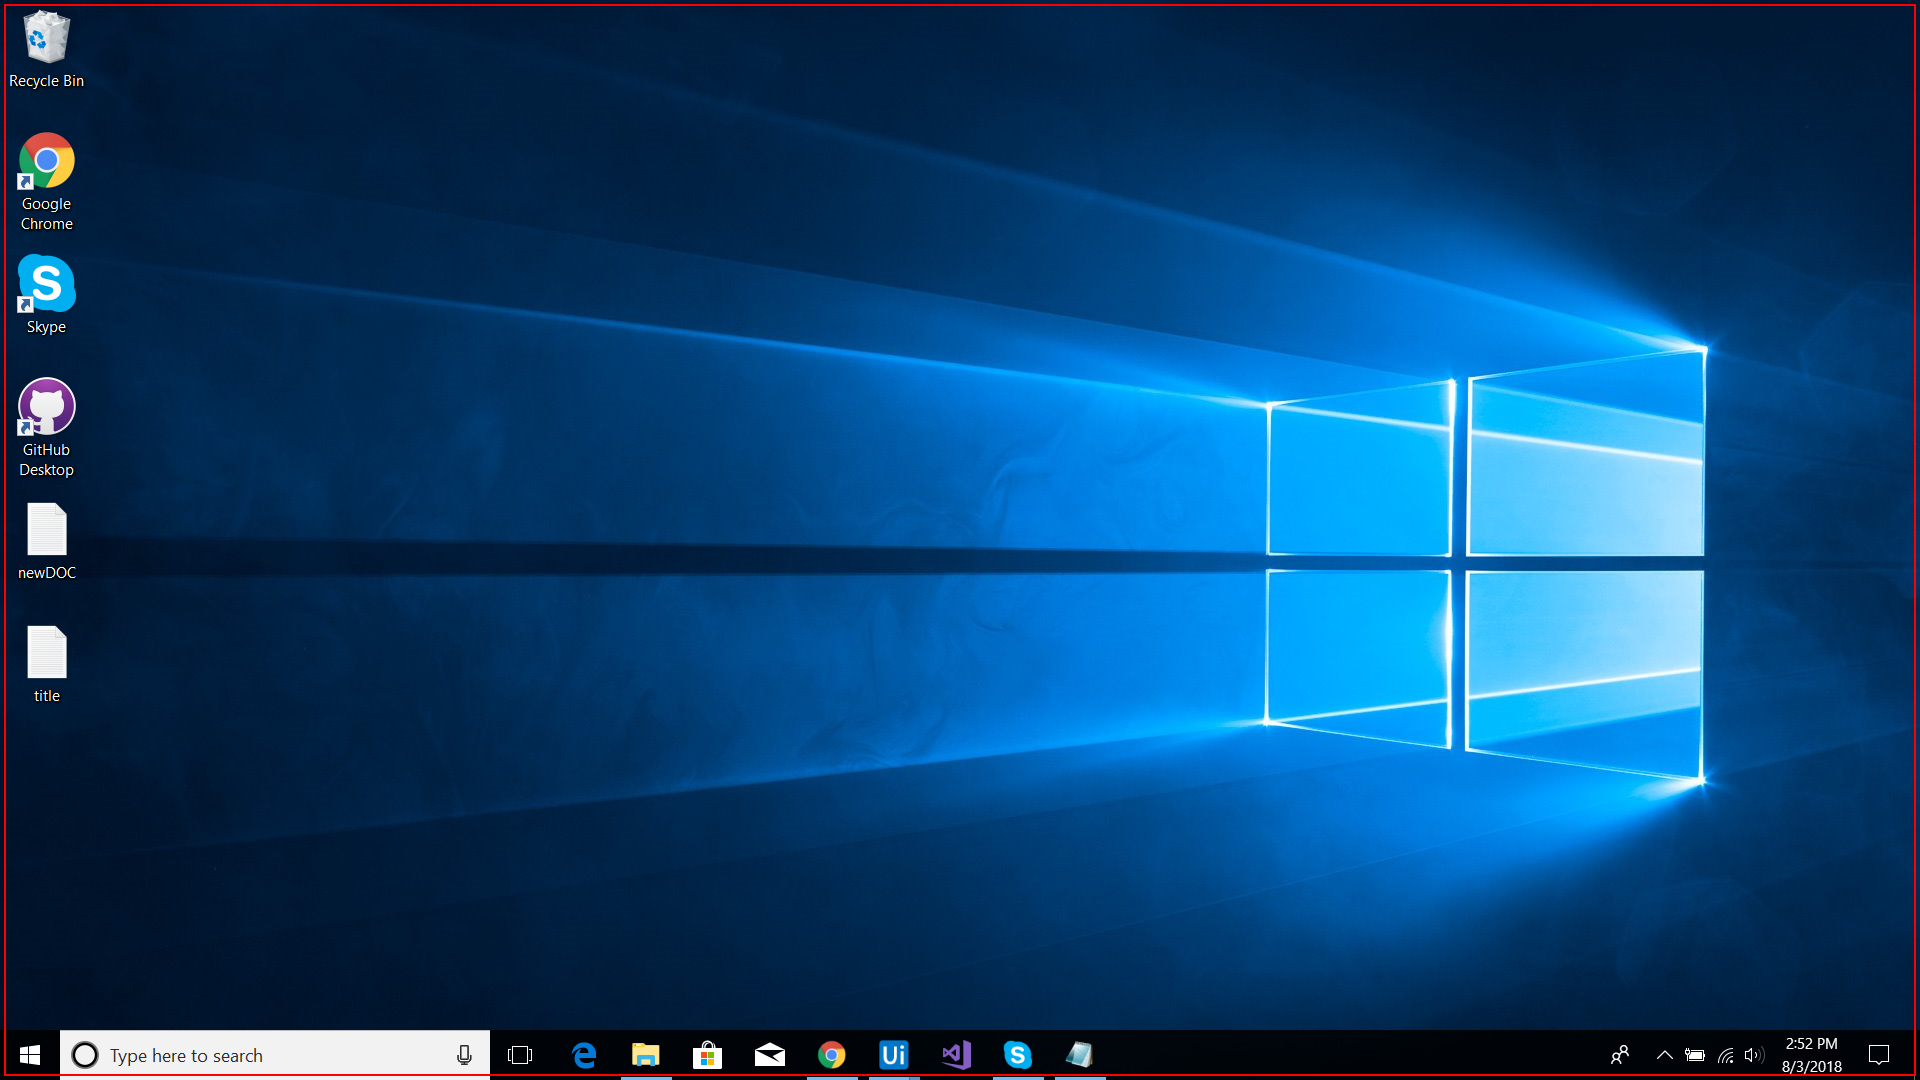 Recycle Bin
Google
Chrome
S
Skype
GitHub
Desktop
newDOC
title
Type here to search
Ui
S
2:52 PM
8/3/2018